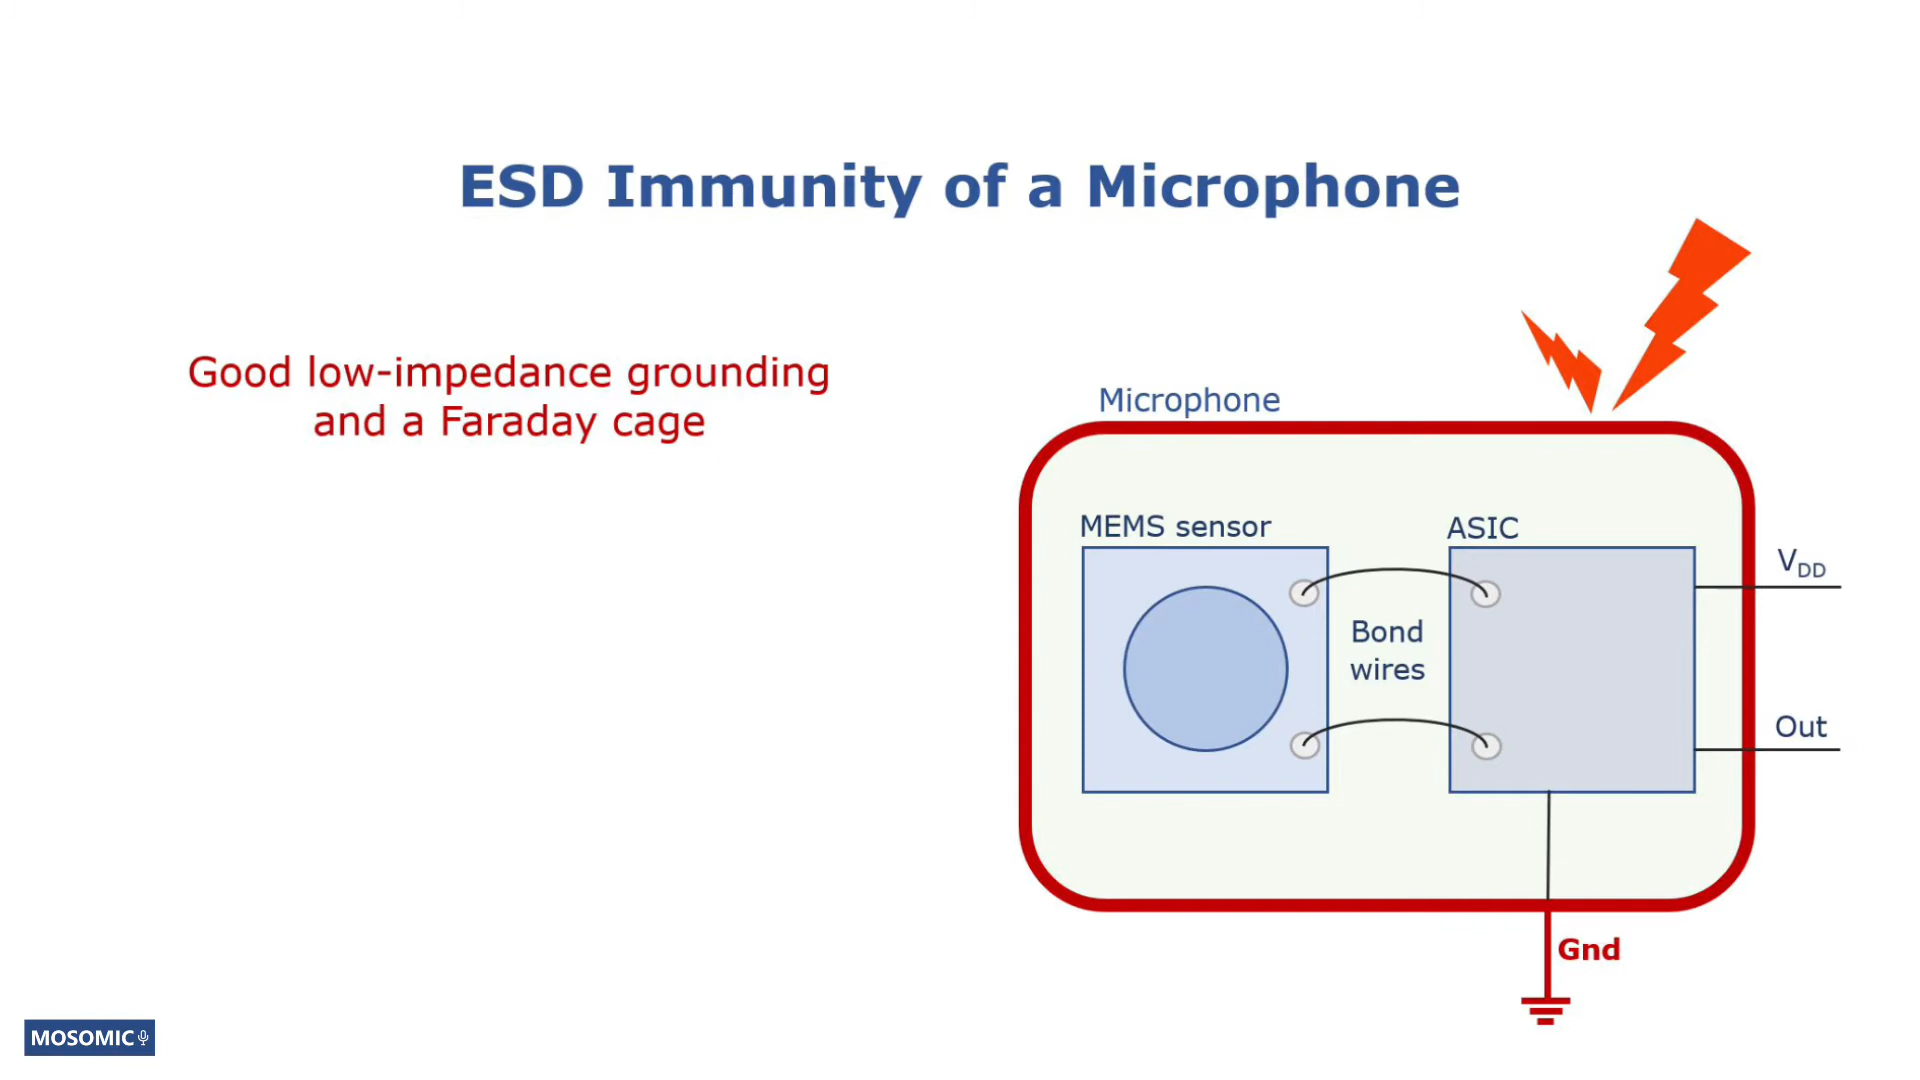 ESD Immunity of a Microphone
Good low-impedance grounding
and a Faraday cage
Microphone
MEMS sensor
ASIC
Bond
wires
VDD
Out
Gnd
MOSOMIC